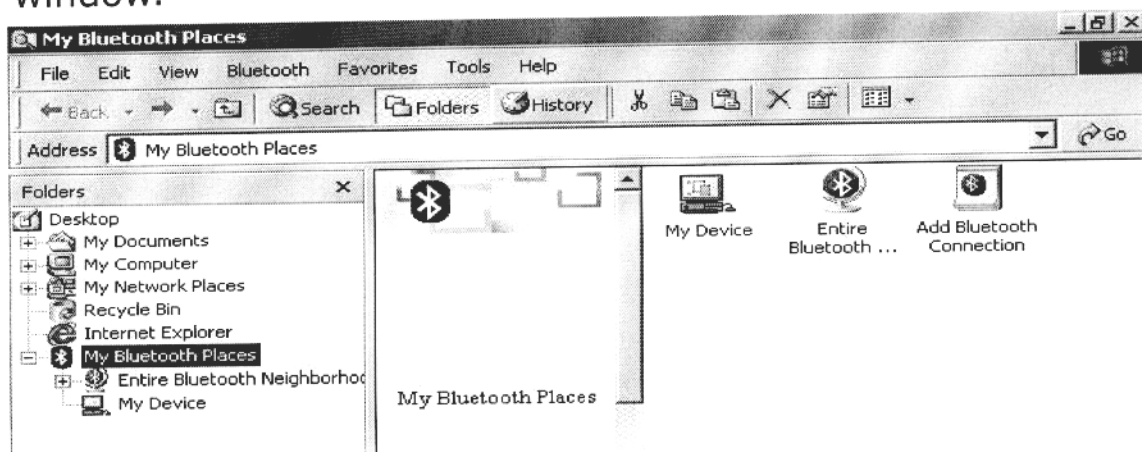 window.
My Bluetooth Places
File Edit View Bluetooth Favorites Tools Help
Back Search Folders History
Address My Bluetooth Places Go
Folders
Desktop
My Documents
My Computer
My Network Places
Recycle Bin
Internet Explorer
My Bluetooth Places
Entire Bluetooth Neighborhoo
My Device
My Bluetooth Places
My Device
Entire
Bluetooth ...
Add Bluetooth
Connection